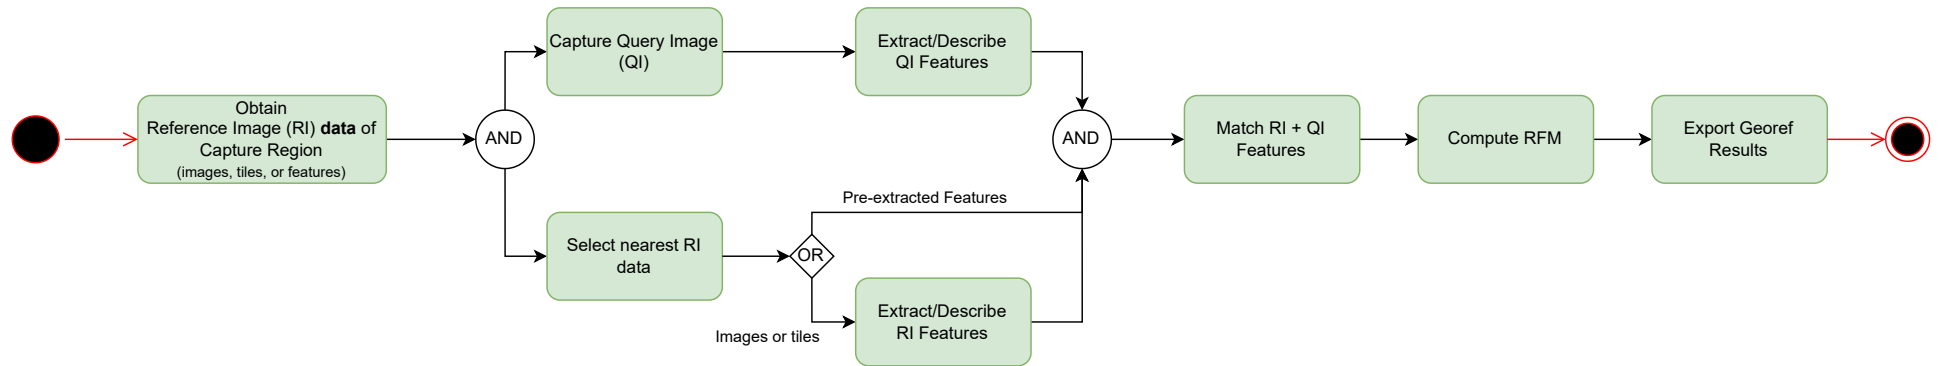 Obtain
Reference Image (RI) data of
Capture Region
(images, tiles, or features)
AND
Capture Query Image
(QI)
Extract/Describe
QI Features
Select nearest RI
data
OR
Pre-extracted Features
Images or tiles
Extract/Describe
RI Features
AND
Match RI + QI
Features
Compute RFM
Export Georef
Results